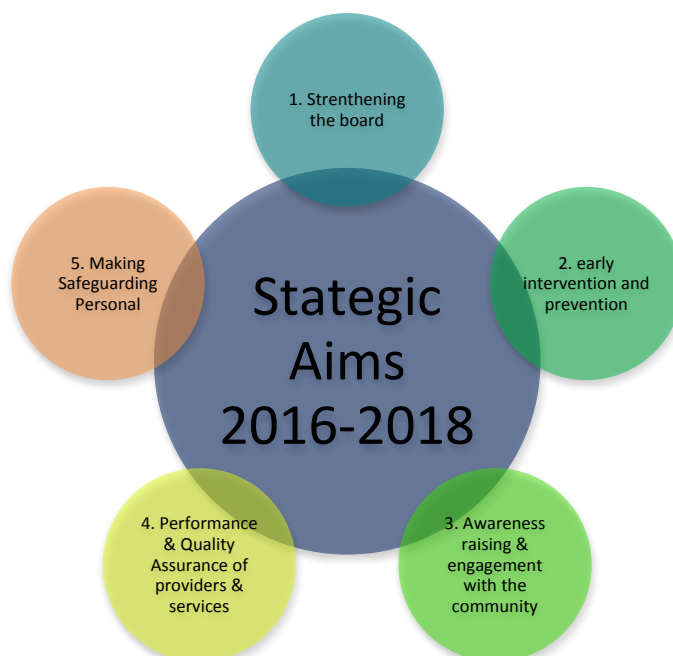 1. Strenthening
the board
2. early
intervention and
prevention
3. Awareness
raising &
engagement
with the
community
4. Performance
& Quality
Assurance of
providers &
services
5. Making
Safeguarding
Personal
Stategic
Aims
2016-2018